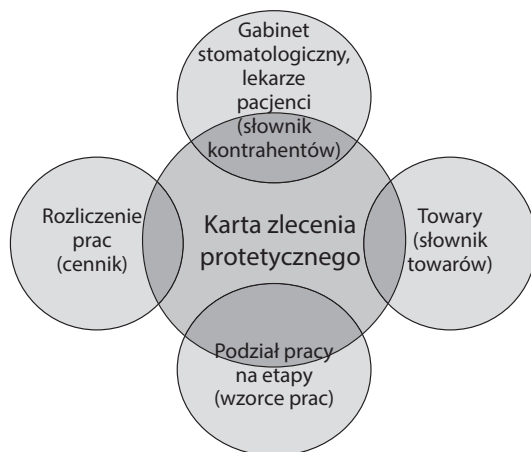 Gabinet
stomatologiczny,
lekarze
pacjenci
(słownik
kontrahentów)
Rozliczenie
prac
(cennik)
Karta zlecenia
protetycznego
Towary
(słownik
towarów)
Podział pracy
na etapy
(wzorce prac)